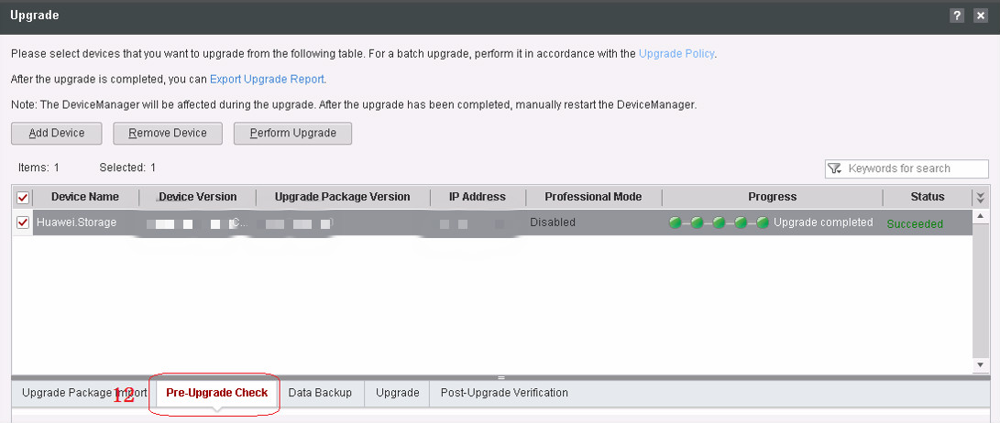 Upgrade
?
Please select devices that you want to upgrade from the following table. For a batch upgrade, perform it in accordance with the Upgrade Policy.
After the upgrade is completed, you can Export Upgrade Report.
Note: The DeviceManager will be affected during the upgrade. After the upgrade has been completed, manually restart the DeviceManager.
Add Device Remove Device Perform Upgrade
Items: 1 Selected: 1 Keywords for search
Device Name Device Version Upgrade Package Version IP Address Professional Mode Progress Status
Huawei.Storage C... Disabled Upgrade completed Succeeded
Upgrade Package Import 12 Pre-Upgrade Check Data Backup Upgrade Post-Upgrade Verification